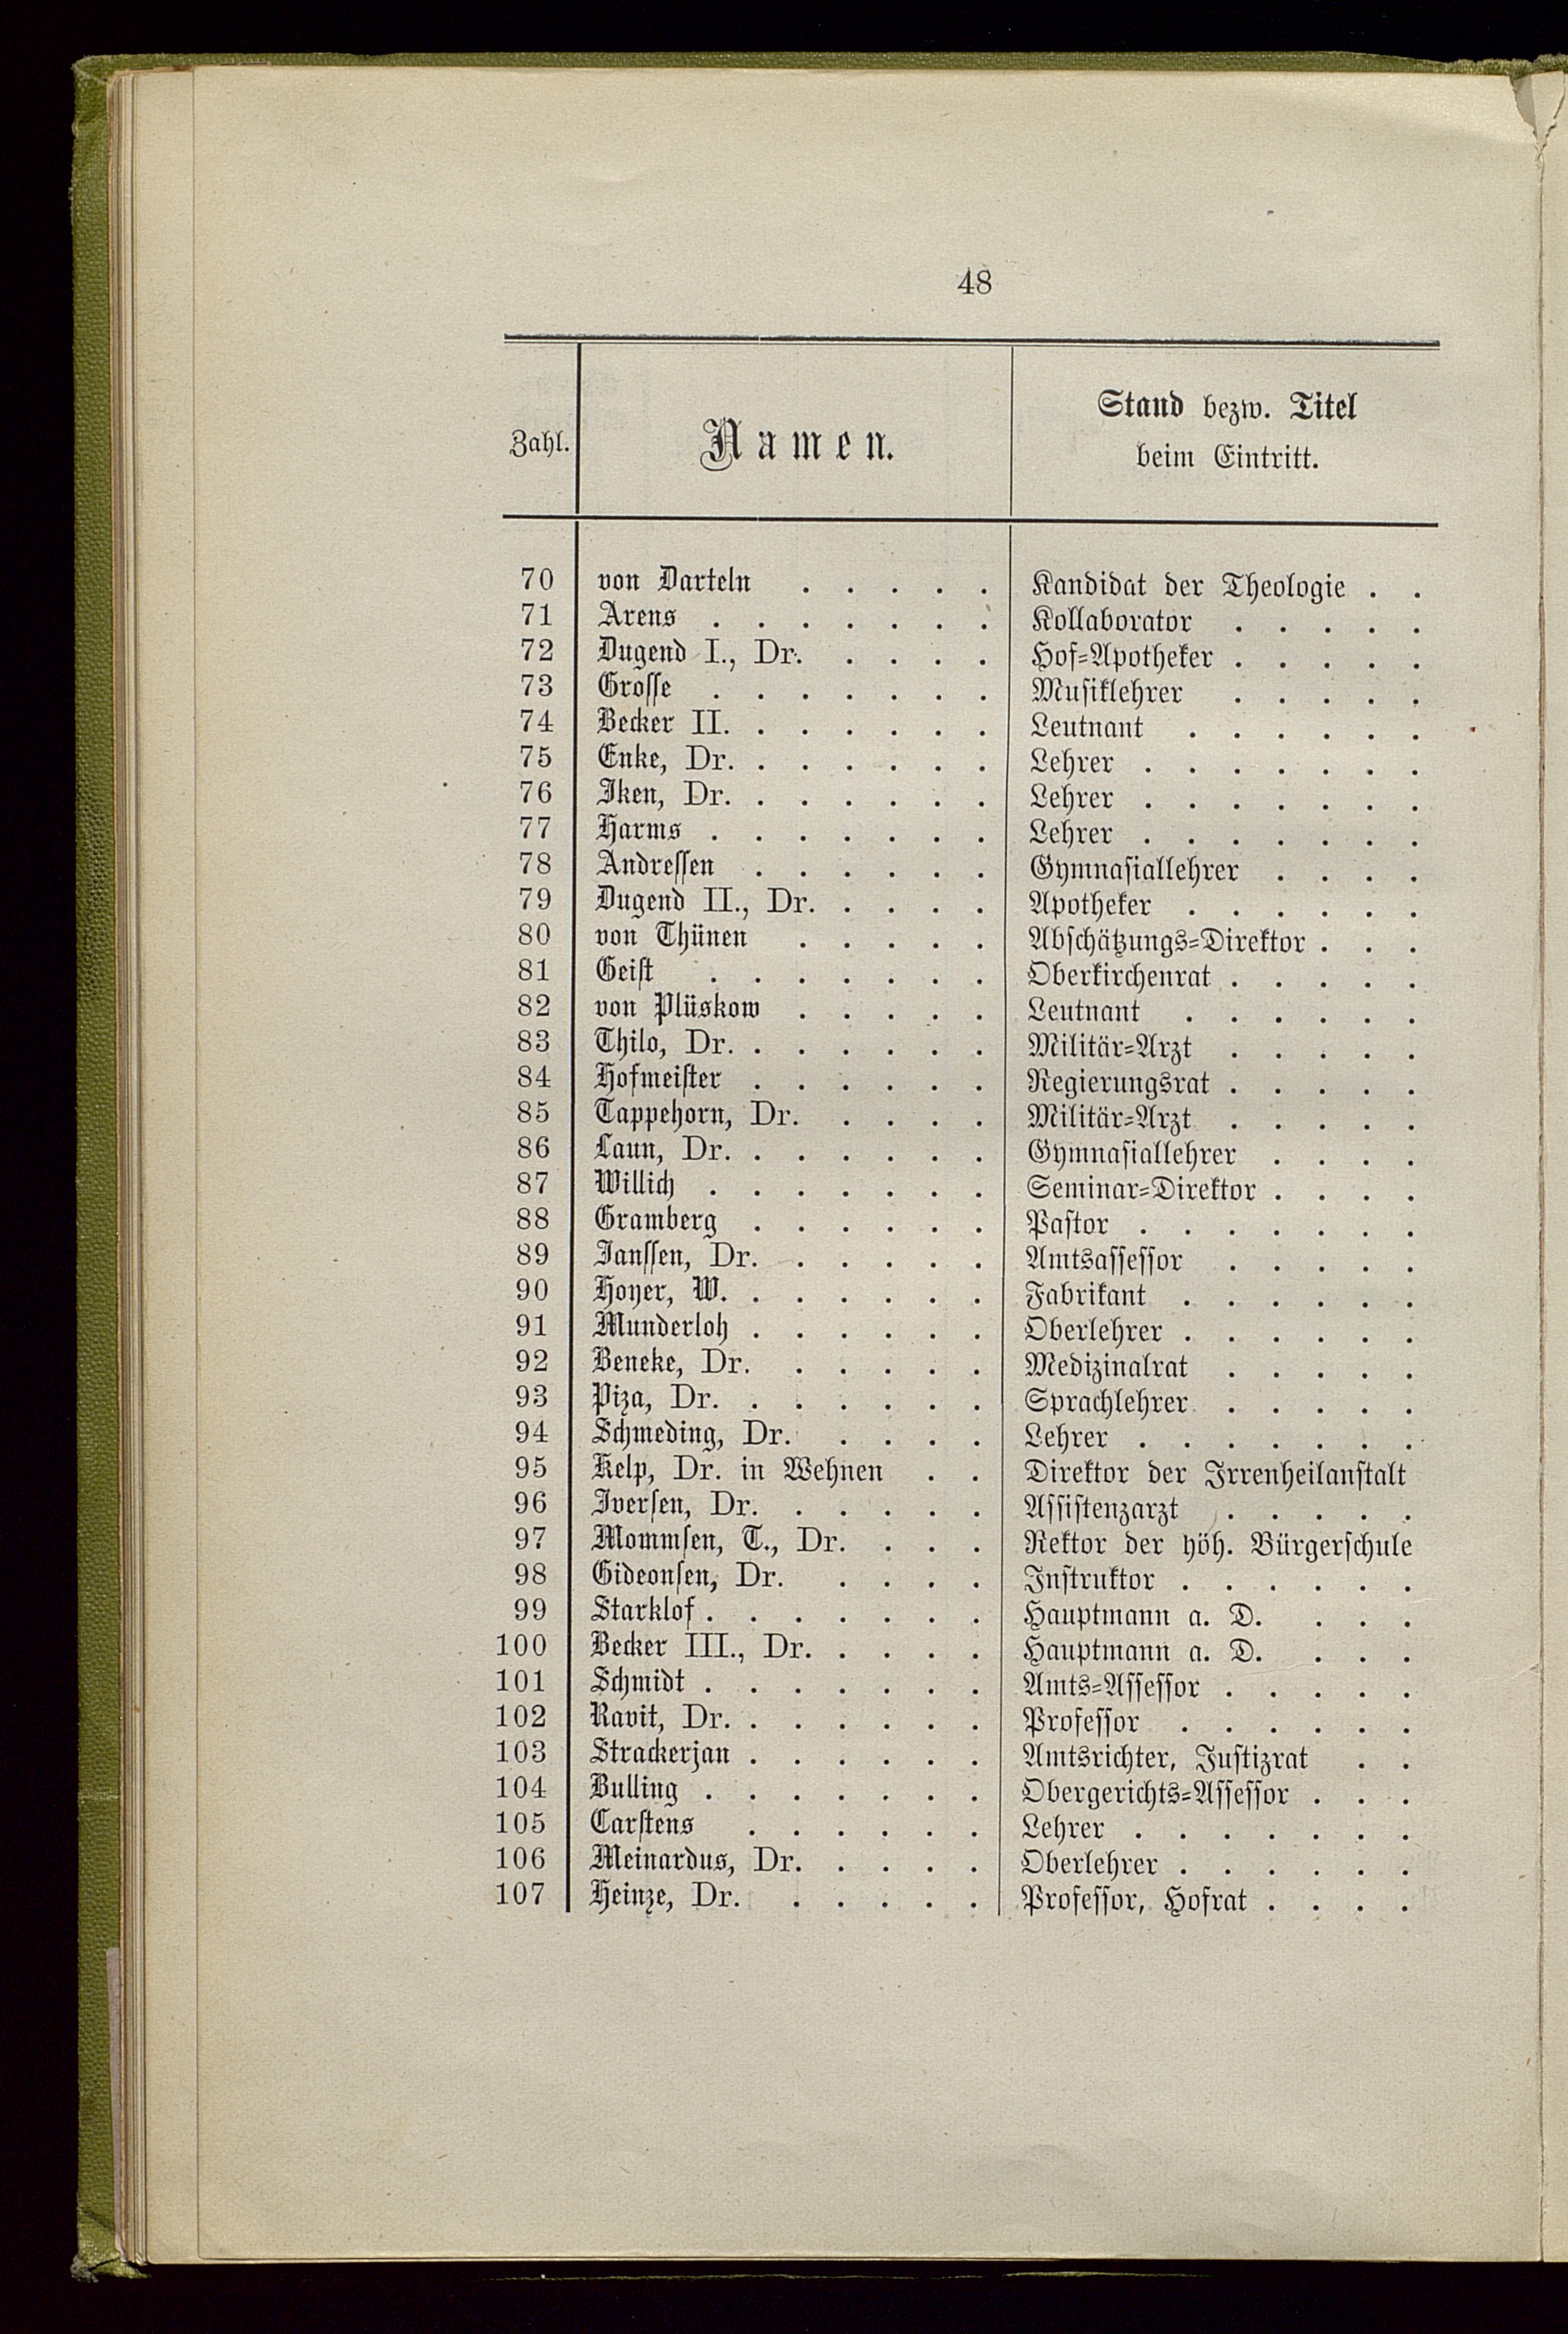 48
Zahl. Namen. Stand bezw. Titel
beim Eintritt.
70 von Darteln . . . . . Kandidat der Theologie . .
71 Arens . . . . . . . Kollaborator . . . . .
72 Dugend I., Dr. . . . . Hof-Apotheker . . . . .
73 Grosse . . . . . . . Musiklehrer . . . . .
74 Becker II. . . . . . . Leutnant . . . . . .
75 Enke, Dr. . . . . . . Lehrer . . . . . . .
76 Iken, Dr. . . . . . . Lehrer . . . . . . .
77 Harms . . . . . . . Lehrer . . . . . . .
78 Andressen . . . . . . Gymnasiallehrer . . . .
79 Dugend II., Dr. . . . . Apotheker . . . . . .
80 von Thünen . . . . . Abschätzungs-Direktor . . .
81 Geist . . . . . . . Oberkirchenrat . . . . .
82 von Plüskow . . . . . Leutnant . . . . . .
83 Thilo, Dr. . . . . . . Militär-Arzt . . . . .
84 Hofmeister . . . . . . Regierungsrat . . . . .
85 Tappehorn, Dr. . . . . Militär-Arzt . . . . .
86 Laun, Dr. . . . . . . Gymnasiallehrer . . . .
87 Willich . . . . . . . Seminar-Direktor . . . .
88 Gramberg . . . . . . Pastor . . . . . . .
89 Janssen, Dr. . . . . . Amtsassessor . . . . .
90 Hoyer, W. . . . . . . Fabrikant . . . . . .
91 Munderloh . . . . . . Oberlehrer . . . . . .
92 Beneke, Dr. . . . . . Medizinalrat . . . . .
93 Piza, Dr. . . . . . . Sprachlehrer . . . . .
94 Schmeding, Dr. . . . . Lehrer . . . . . . .
95 Kelp, Dr. in Wehnen . . Direktor der Irrenheilanstalt
96 Iversen, Dr. . . . . . Assistenzarzt . . . . .
97 Mommsen, T., Dr. . . . Rektor der höh. Bürgerschule
98 Gideonsen, Dr. . . . . Instruktor . . . . . .
99 Starklof . . . . . . . Hauptmann a. D. . . .
100 Becker III., Dr. . . . . Hauptmann a. D. . . .
101 Schmidt . . . . . . . Amts-Assessor . . . . .
102 Ravit, Dr. . . . . . . Professor . . . . . .
103 Strackerjan . . . . . . Amtsrichter, Justizrat . .
104 Bulling . . . . . . . Obergerichts-Assessor . . .
105 Carstens . . . . . . Lehrer . . . . . . .
106 Meinardus, Dr. . . . . Oberlehrer . . . . . .
107 Heinze, Dr. . . . . . Professor, Hofrat . . . .